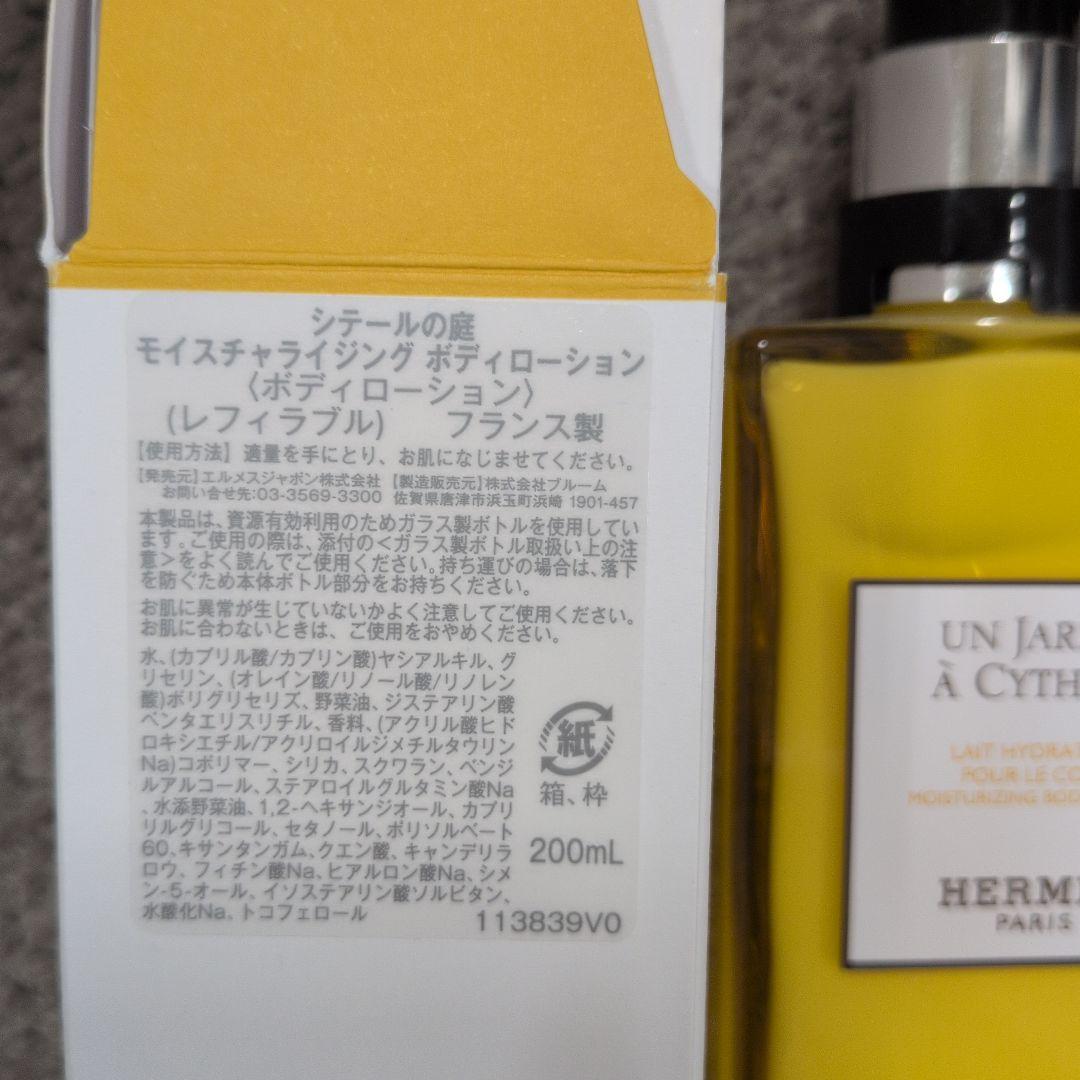 シテールの庭
モイスチャライジング ボディローション
〈ボディローション〉
(レフィラブル) フランス製
【使用方法】適量を手にとり、お肌になじませてください。
【発売元】エルメスジャポン株式会社 【製造販売元】株式会社ブルーム
お問い合せ先:03-3569-3300 佐賀県唐津市浜玉町浜崎 1901-457
本製品は、資源有効利用のためガラス製ボトルを使用してい
ます。ご使用の際は、添付の<ガラス製ボトル取扱い上の注
意>をよく読んでご使用ください。持ち運びの場合は、落下
を防ぐため本体ボトル部分をお持ちください。
お肌に異常が生じていないかよく注意してご使用ください。
お肌に合わないときは、ご使用をおやめください。
水、(カプリル酸/カプリン酸)ヤシアルキル、グ
リセリン、(オレイン酸/リノール酸/リノレン
酸)ポリグリセリズ、野菜油、ジステアリン酸
ペンタエリスリチル、香料、(アクリル酸ヒド
ロキシエチル/アクリロイルジメチルタウリン
Na)コポリマー、シリカ、スクワラン、ベンジ
ルアルコール、ステアロイルグルタミン酸Na
、水添野菜油、1,2-ヘキサンジオール、カプリ
リルグリコール、セタノール、ポリソルベート
60、キサンタンガム、クエン酸、キャンデリラ
ロウ、フィチン酸Na、ヒアルロン酸Na、シメ
ン-5-オール、イソステアリン酸ソルビタン、
水酸化Na、トコフェロール
紙
箱、枠
200mL
113839V0
UN JAR
À CYTH
LAIT HYDRAT
POUR LE CO
MOISTURIZING BOD
HERM
PARIS